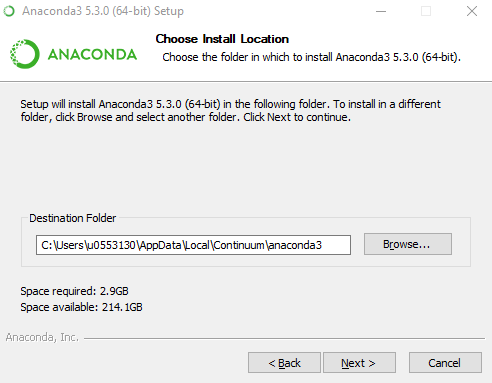 Anaconda3 5.3.0 (64-bit) Setup
ANACONDA
Choose Install Location
Choose the folder in which to install Anaconda3 5.3.0 (64-bit).
Setup will install Anaconda3 5.3.0 (64-bit) in the following folder. To install in a different
folder, click Browse and select another folder. Click Next to continue.
Destination Folder
C:\Users\u0553130\AppData\Local\Continuum\anaconda3
Browse...
Space required: 2.9GB
Space available: 214.1GB
Anaconda, Inc.
< Back
Next >
Cancel